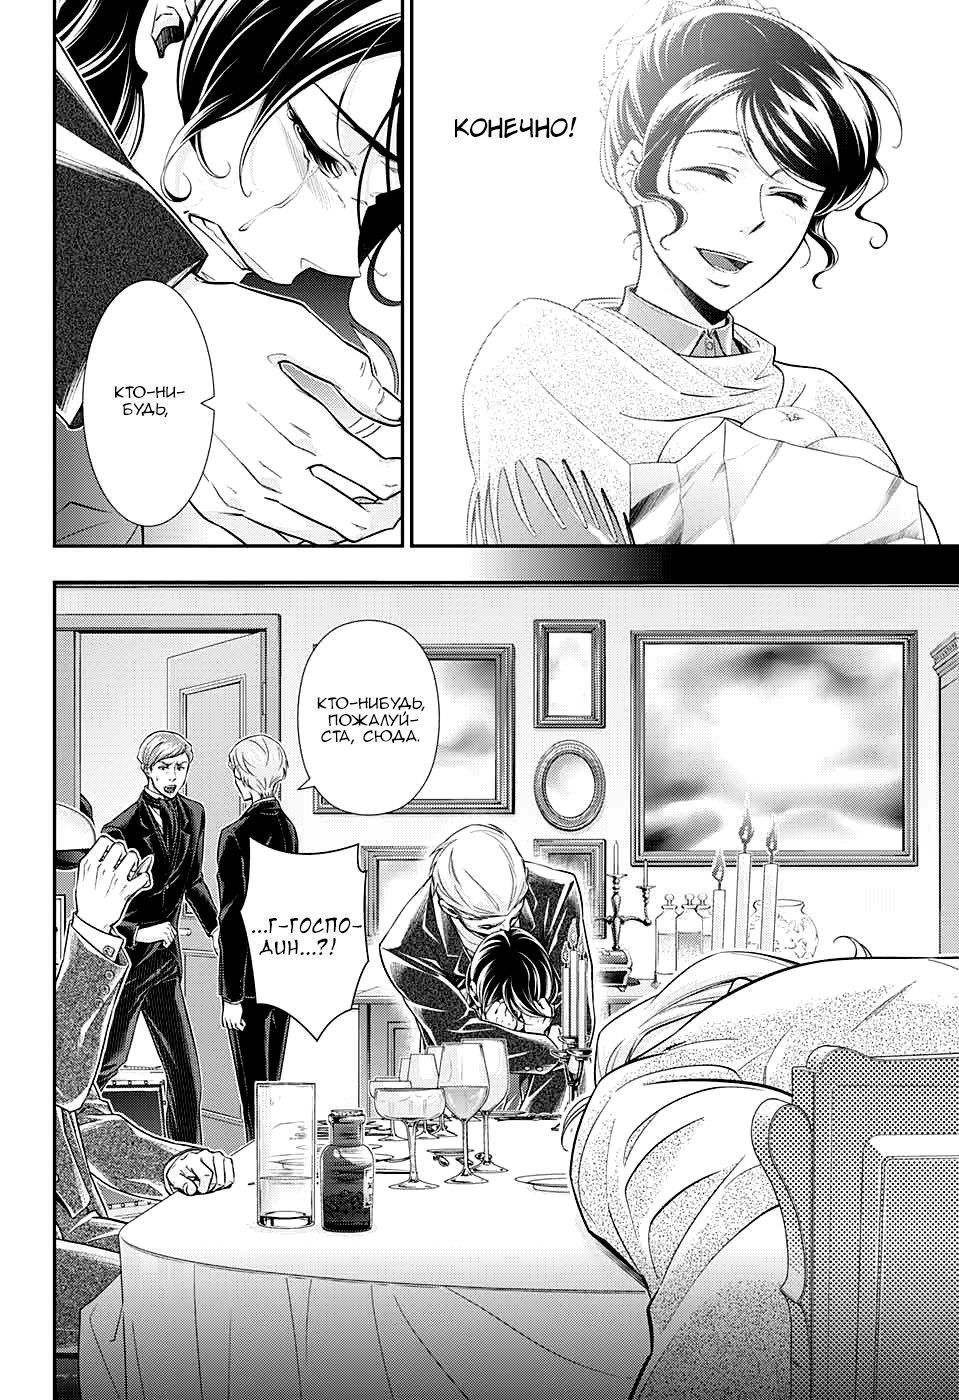 КОНЕЧНО!
КТО-НИ-
БУДЬ,
КТО-НИБУДЬ,
ПОЖАЛУЙ-
СТА, СЮДА.
...Г-ГОСПО-
ДИН...?!